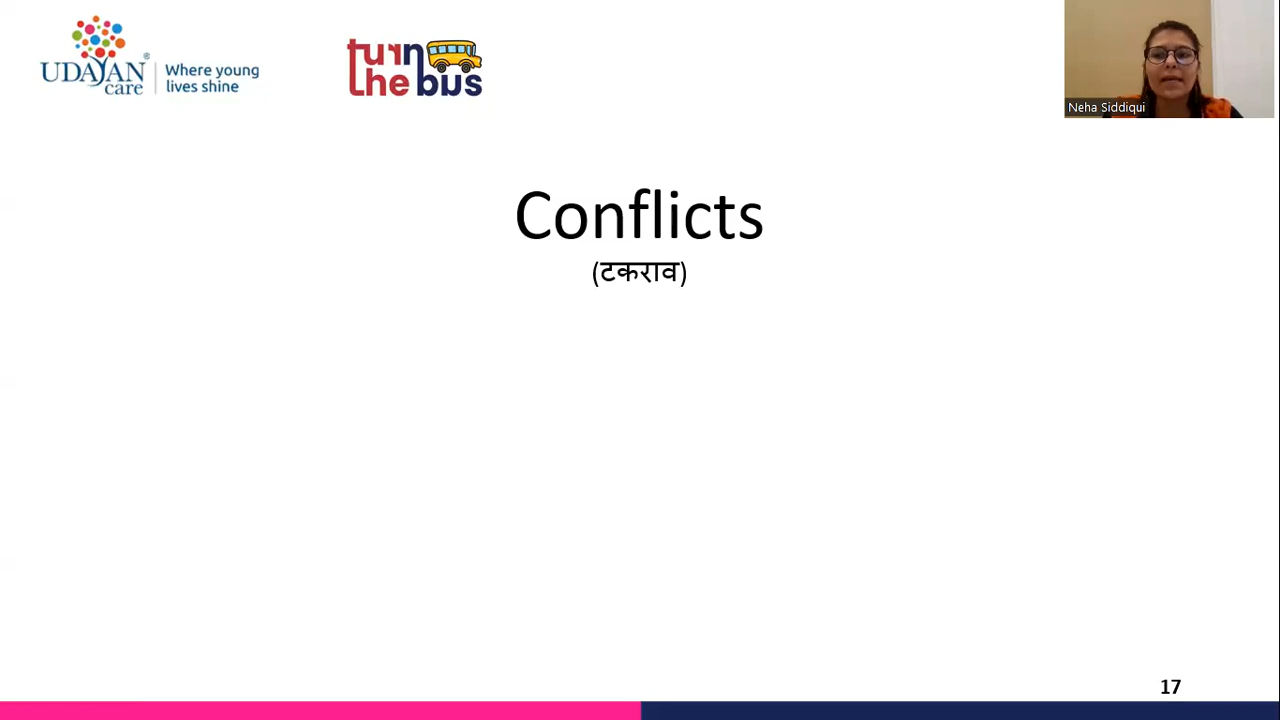 UDAYAN care
Where young
lives shine
turn
the bus
Neha Siddiqui
Conflicts
(टकराव)
17